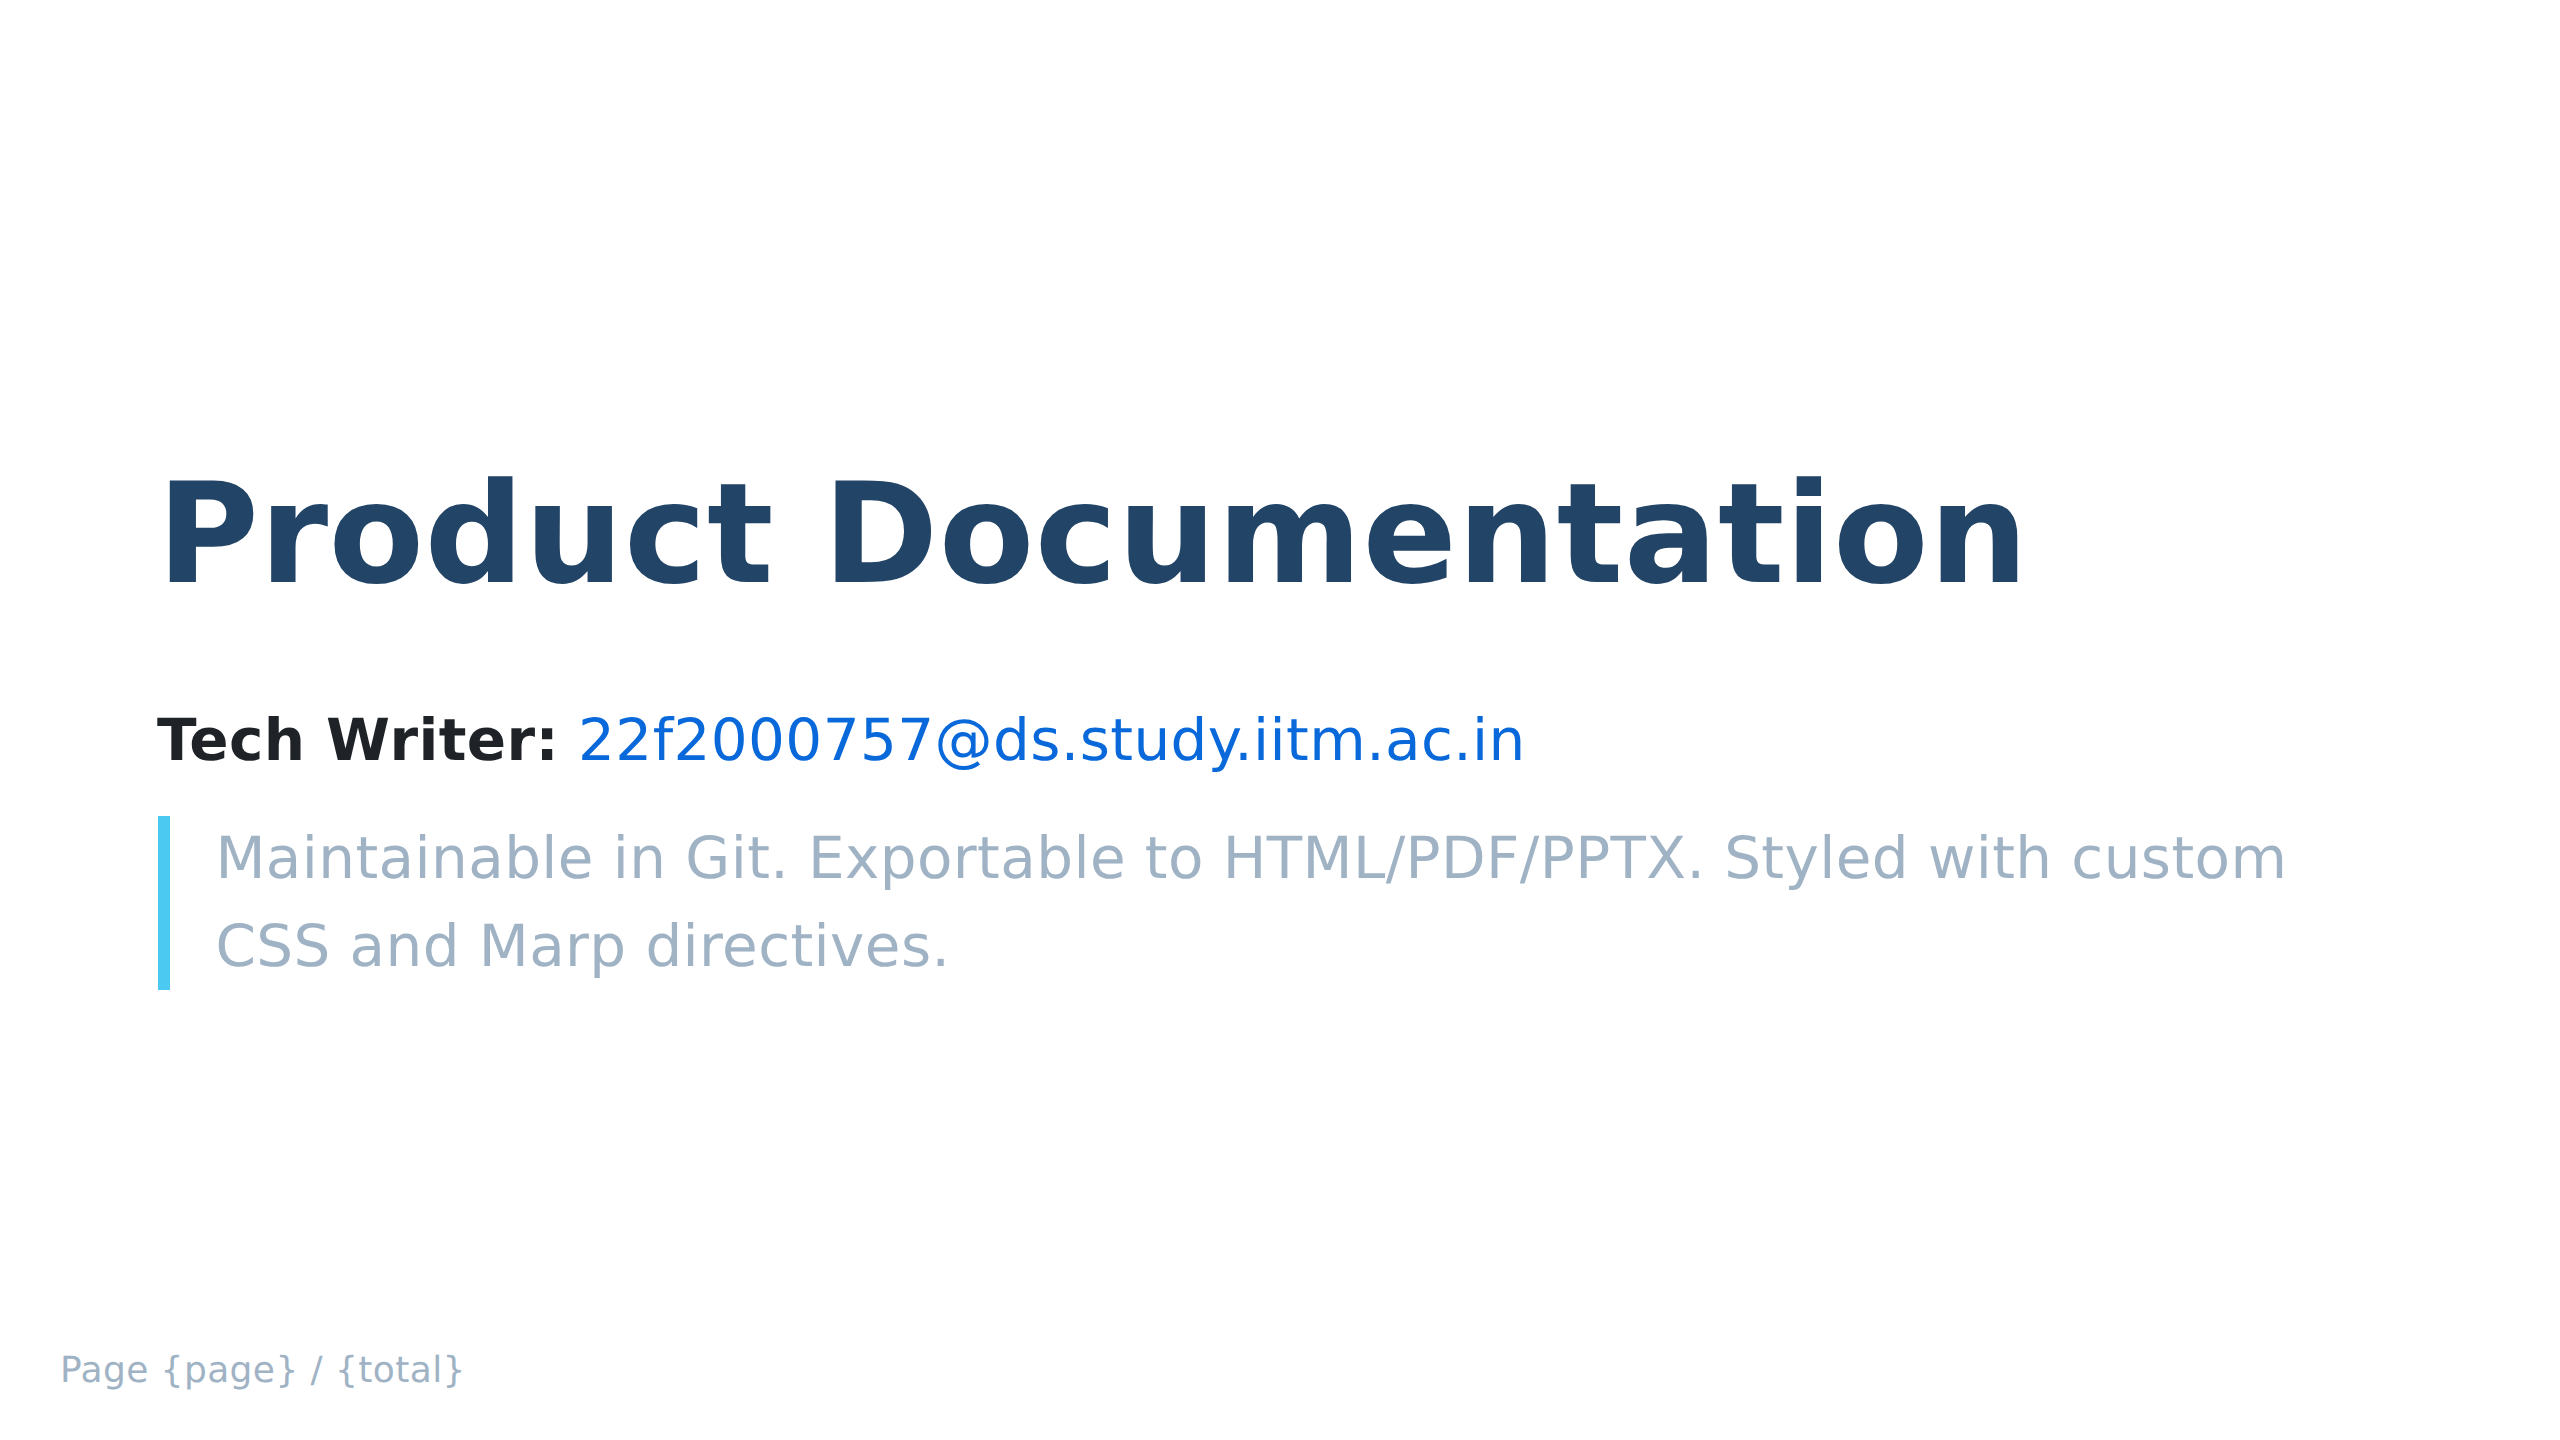 Product Documentation
Tech Writer: 22f2000757@ds.study.iitm.ac.in
Maintainable in Git. Exportable to HTML/PDF/PPTX. Styled with custom
CSS and Marp directives.
Page {page} / {total}